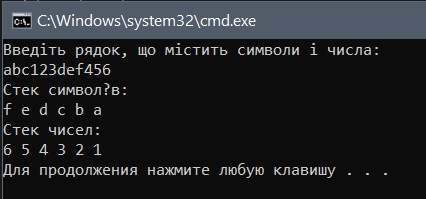 C:\Windows\system32\cmd.exe
Введіть рядок, що містить символи і числа:
abc123def456
Стек символ?в:
f e d c b a
Стек чисел:
6 5 4 3 2 1
Для продолжения нажмите любую клавишу . . .